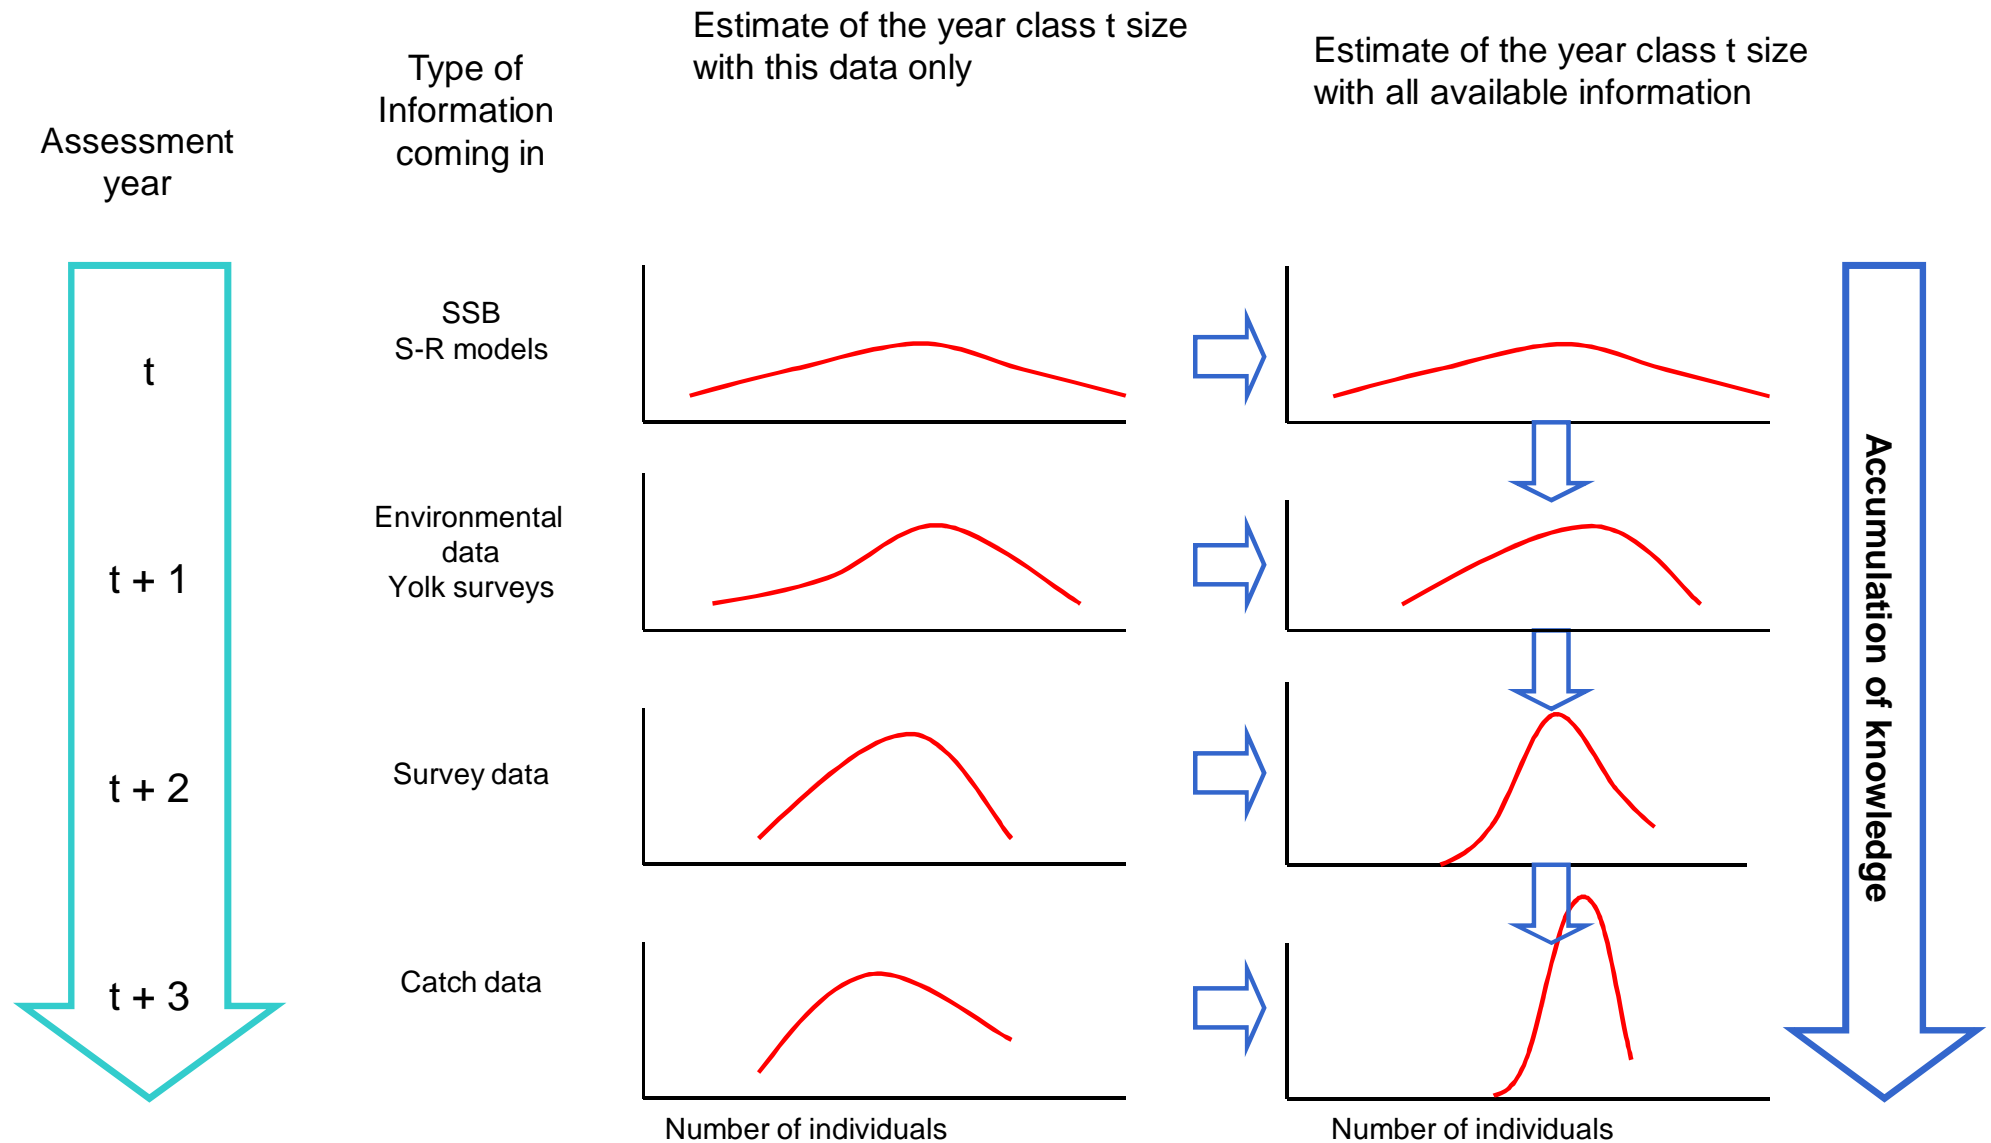 Assessment
year
Type of
Information
coming in
Estimate of the year class t size
with this data only
Estimate of the year class t size
with all available information
t
SSB
S-R models
t + 1
Environmental
data
Yolk surveys
t + 2
Survey data
t + 3
Catch data
Number of individuals
Number of individuals
Accumulation of knowledge